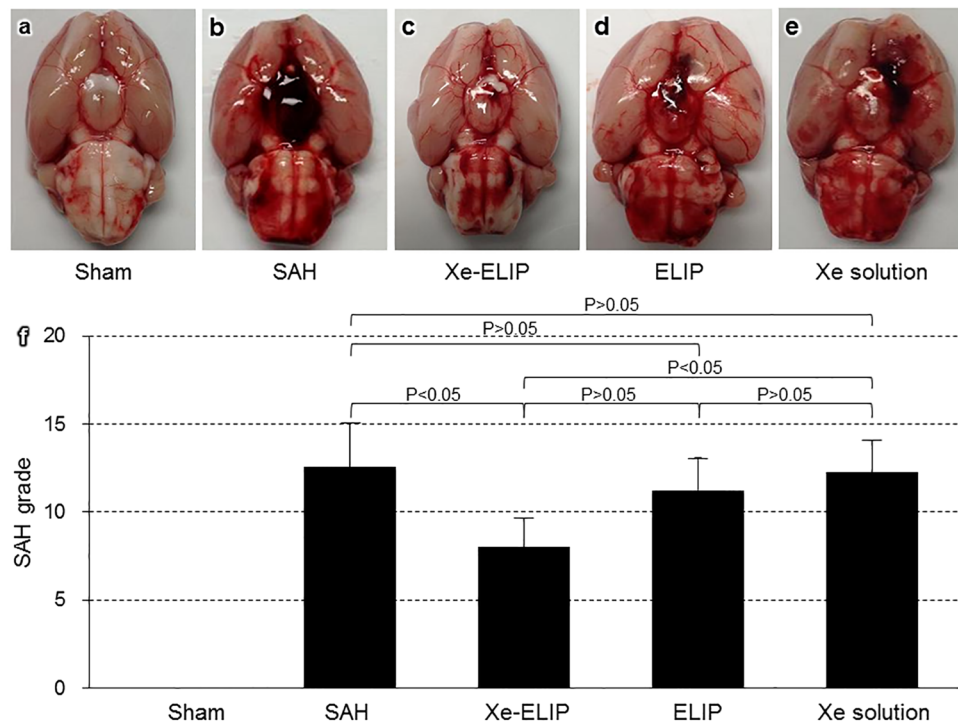 a b c d e
Sham SAH Xe-ELIP ELIP Xe solution
f
P>0.05
P>0.05
P<0.05
P<0.05 P>0.05 P>0.05
SAH grade
20
15
10
5
0
Sham SAH Xe-ELIP ELIP Xe solution